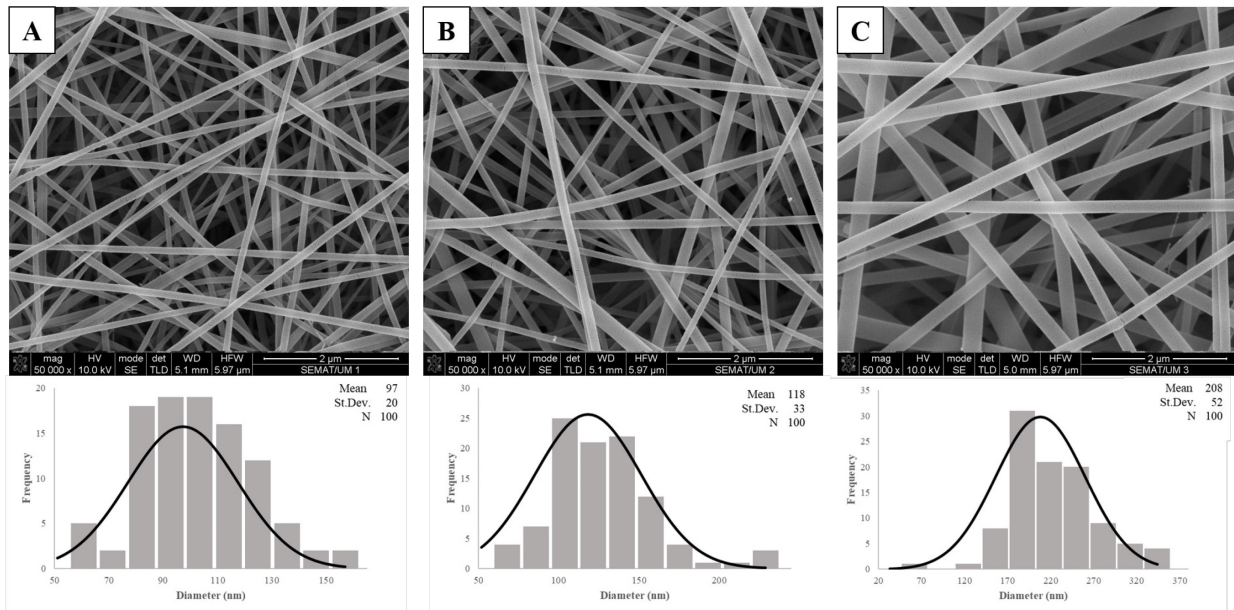 A
mag HV mode det WD HFW 2 µm
50 000 x 10.0 kV SE TLD 5.1 mm 5.97 µm SEMAT/UM 1
Mean 97
St.Dev. 20
N 100
20
15
10
5
0
Frequency
50 70 90 110 130 150
Diameter (nm)
B
mag HV mode det WD HFW 2 µm
50 000 x 10.0 kV SE TLD 5.1 mm 5.97 µm SEMAT/UM 2
Mean 118
St.Dev. 33
N 100
30
25
20
15
10
5
0
Frequency
50 100 150 200
Diameter (nm)
C
mag HV mode det WD HFW 2 µm
50 000 x 10.0 kV SE TLD 5.0 mm 5.97 µm SEMAT/UM 3
Mean 208
St.Dev. 52
N 100
35
30
25
20
15
10
5
0
Frequency
20 70 120 170 220 270 320 370
Diameter (nm)